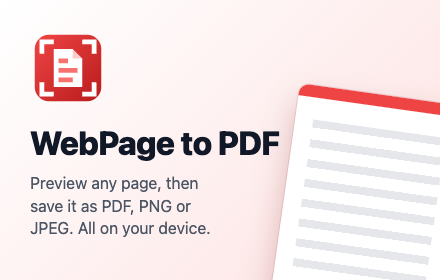 WebPage to PDF
Preview any page, then
save it as PDF, PNG or
JPEG. All on your device.